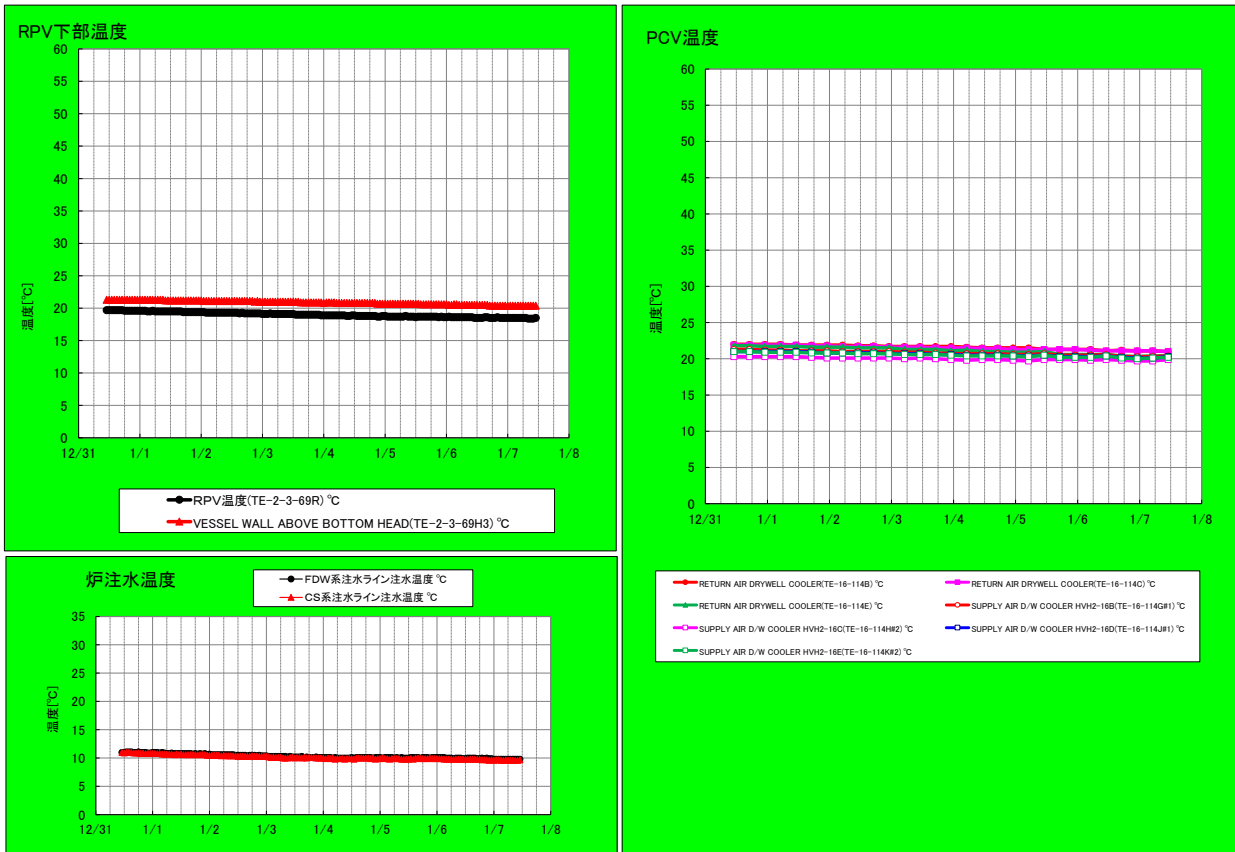 RPV下部温度
60
55
50
45
40
35
30
25
20
15
10
5
0
温度[℃]
12/31 1/1 1/2 1/3 1/4 1/5 1/6 1/7 1/8
RPV温度(TE-2-3-69R) ℃
VESSEL WALL ABOVE BOTTOM HEAD(TE-2-3-69H3) ℃
炉注水温度
FDW系注水ライン注水温度 ℃
CS系注水ライン注水温度 ℃
35
30
25
20
15
10
5
0
温度[℃]
12/31 1/1 1/2 1/3 1/4 1/5 1/6 1/7 1/8
PCV温度
60
55
50
45
40
35
30
25
20
15
10
5
0
温度[℃]
12/31 1/1 1/2 1/3 1/4 1/5 1/6 1/7 1/8
RETURN AIR DRYWELL COOLER(TE-16-114B) ℃ RETURN AIR DRYWELL COOLER(TE-16-114C) ℃
RETURN AIR DRYWELL COOLER(TE-16-114E) ℃ SUPPLY AIR D/W COOLER HVH2-16B(TE-16-114G#1) ℃
SUPPLY AIR D/W COOLER HVH2-16C(TE-16-114H#2) ℃ SUPPLY AIR D/W COOLER HVH2-16D(TE-16-114J#1) ℃
SUPPLY AIR D/W COOLER HVH2-16E(TE-16-114K#2) ℃